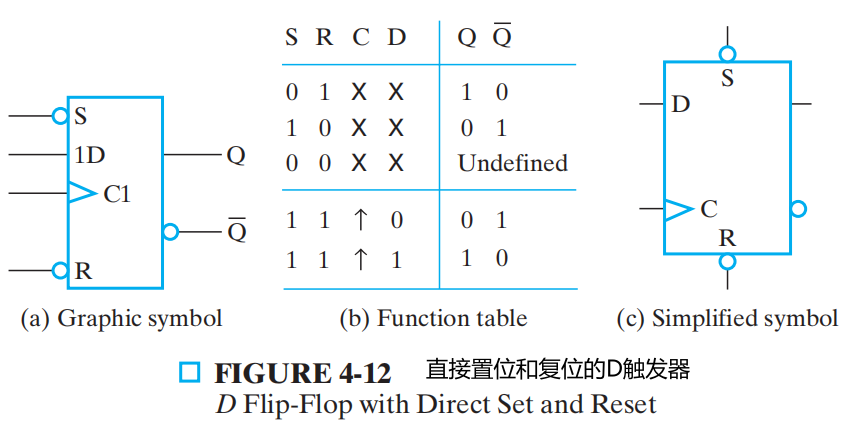 S
1D
C1
R
Q
Q̅
(a) Graphic symbol
S R C D Q Q̅
0 1 X X 1 0
1 0 X X 0 1
0 0 X X Undefined
1 1 ↑ 0 0 1
1 1 ↑ 1 1 0
(b) Function table
S
D
C
R
(c) Simplified symbol
FIGURE 4-12 直接置位和复位的D触发器
D Flip-Flop with Direct Set and Reset